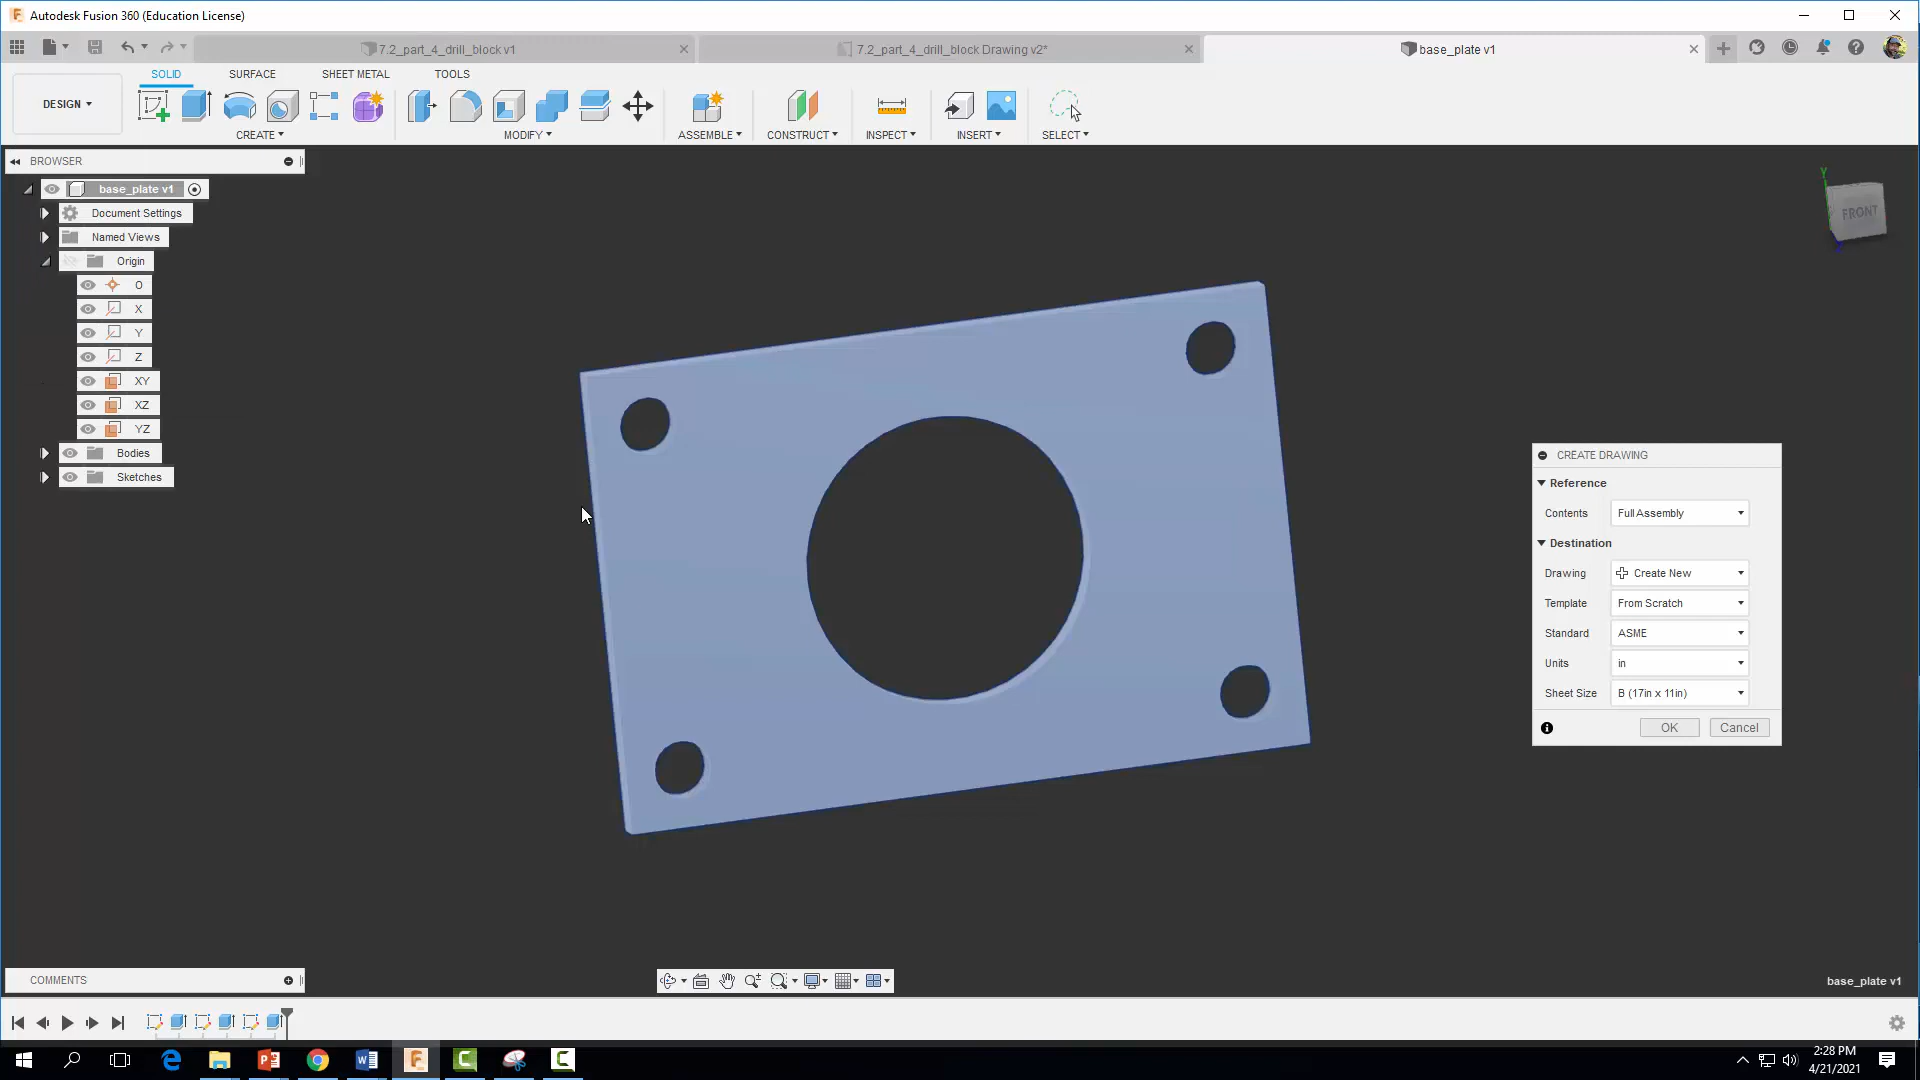 Autodesk Fusion 360 (Education License)
7.2_part_4_drill_block v1
7.2_part_4_drill_block Drawing v2*
base_plate v1
DESIGN
SOLID
SURFACE
SHEET METAL
TOOLS
CREATE
MODIFY
ASSEMBLE
CONSTRUCT
INSPECT
INSERT
SELECT
BROWSER
base_plate v1
Document Settings
Named Views
Origin
O
X
Y
Z
XY
XZ
YZ
Bodies
Sketches
Y
FRONT
CREATE DRAWING
Reference
Contents Full Assembly
Destination
Drawing Create New
Template From Scratch
Standard ASME
Units in
Sheet Size B (17in x 11in)
OK Cancel
COMMENTS
base_plate v1
2:28 PM
4/21/2021